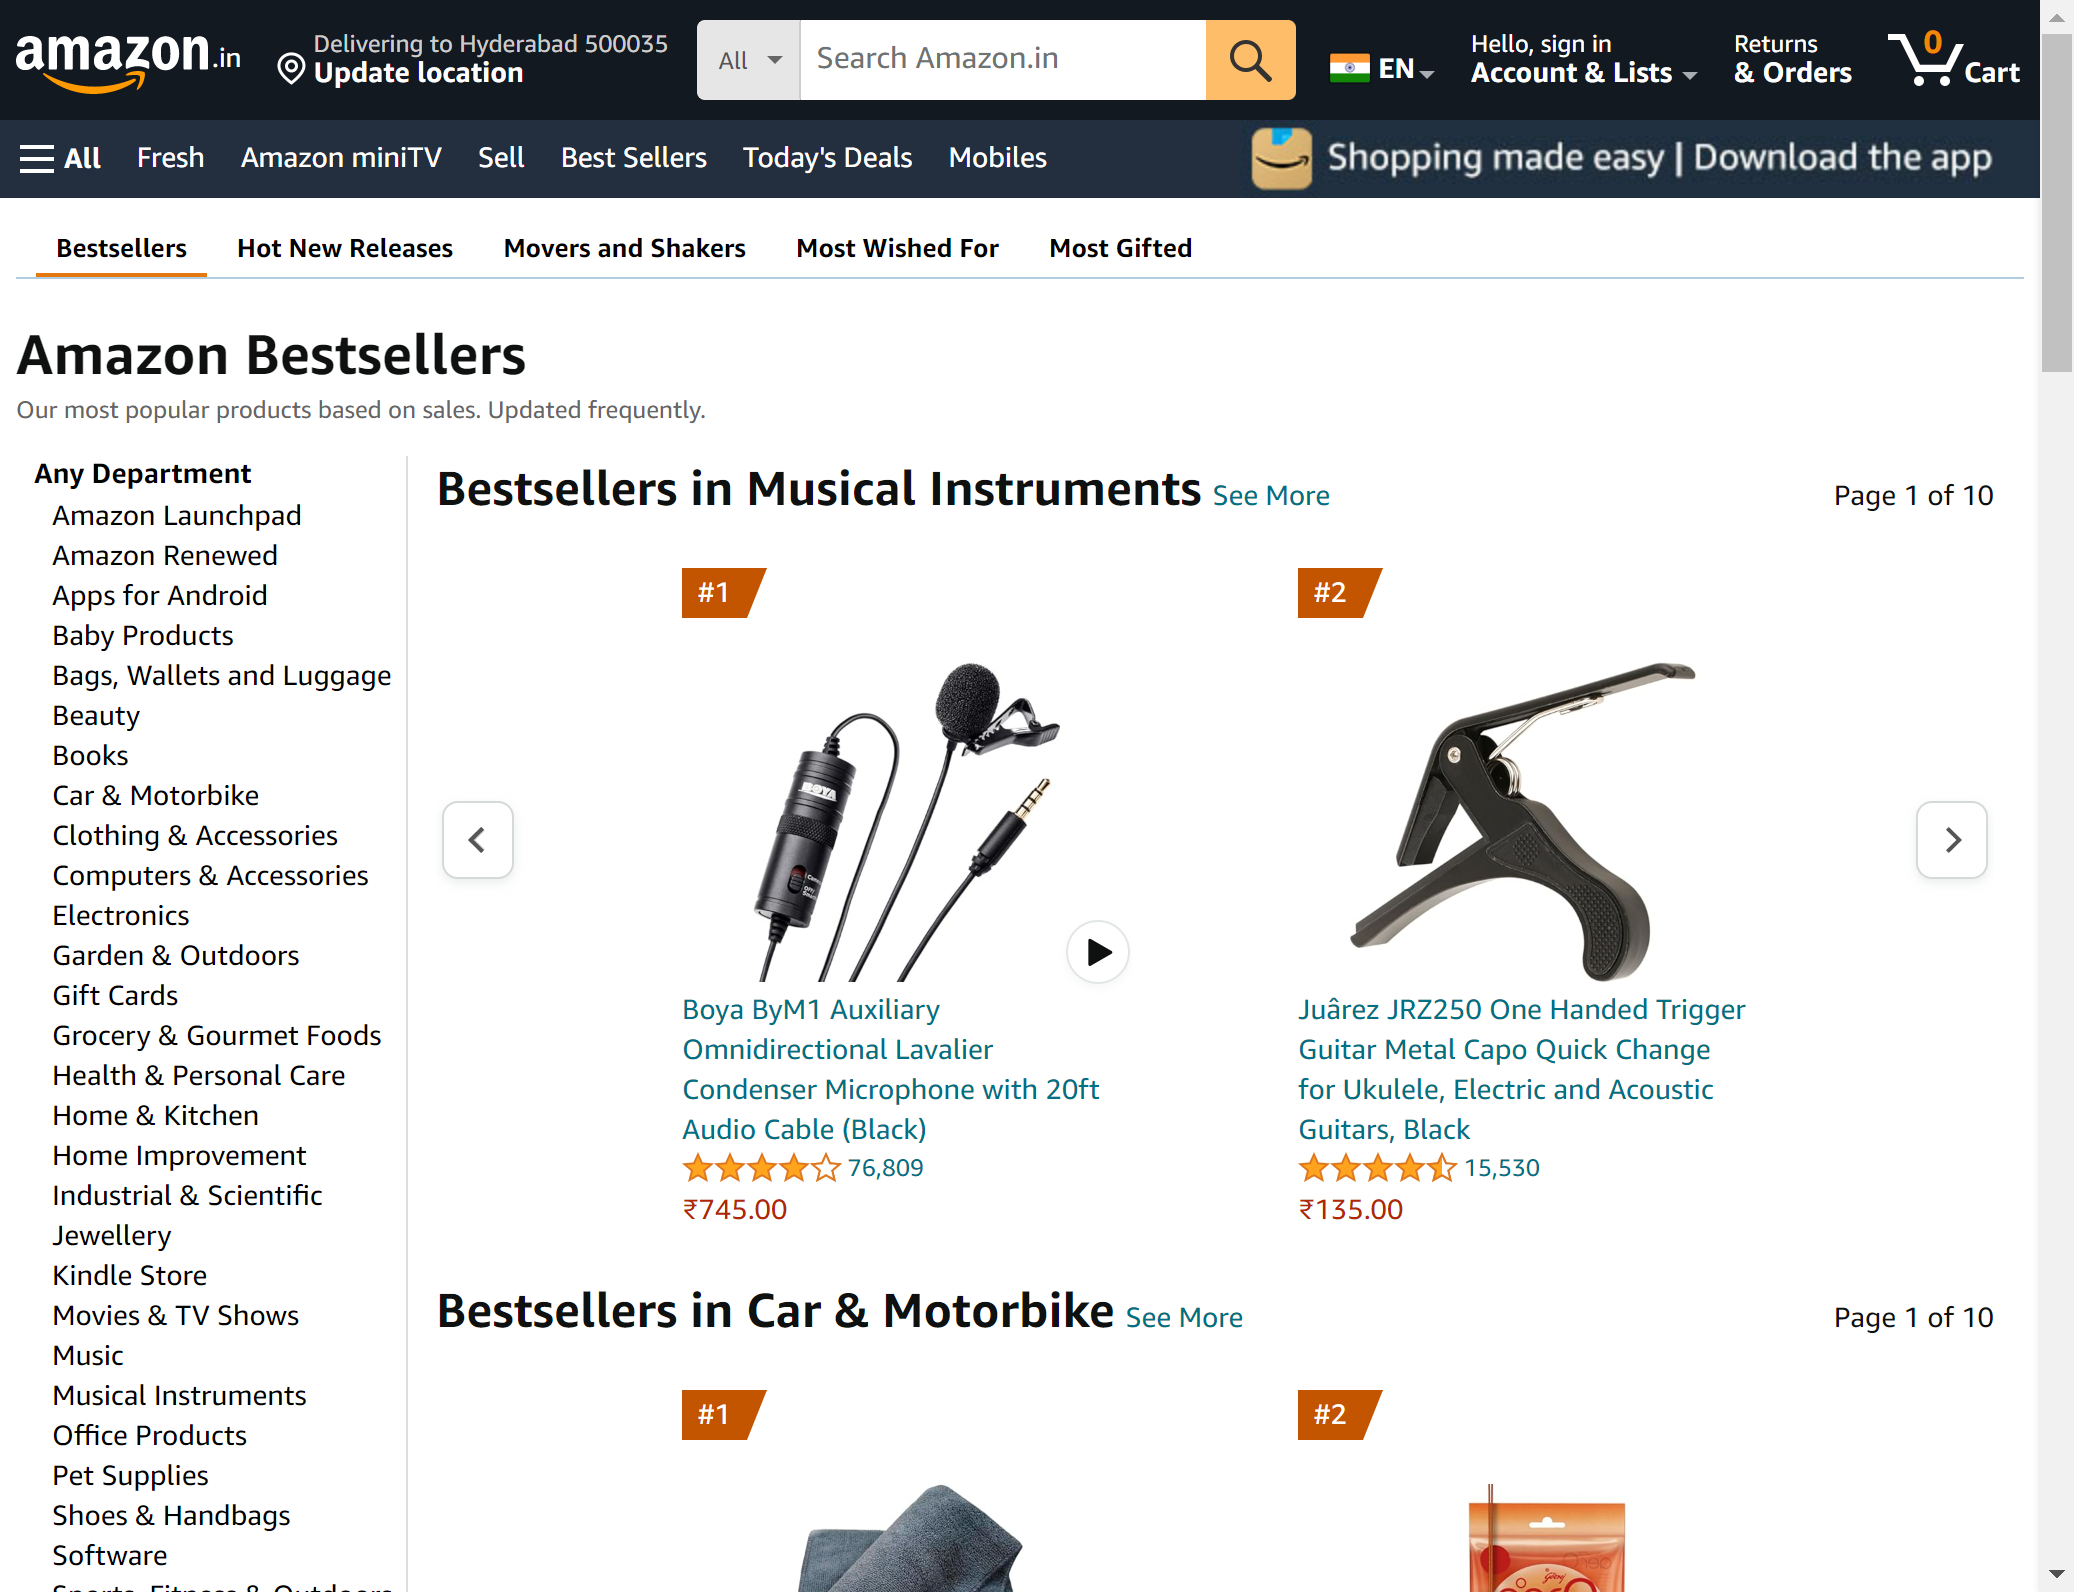 amazon.in
Delivering to Hyderabad 500035
Update location
All
Search Amazon.in
EN
Hello, sign in
Account & Lists
Returns
& Orders
0
Cart
All
Fresh
Amazon miniTV
Sell
Best Sellers
Today's Deals
Mobiles
Shopping made easy | Download the app
Bestsellers
Hot New Releases
Movers and Shakers
Most Wished For
Most Gifted
Amazon Bestsellers
Our most popular products based on sales. Updated frequently.
Any Department
Amazon Launchpad
Amazon Renewed
Apps for Android
Baby Products
Bags, Wallets and Luggage
Beauty
Books
Car & Motorbike
Clothing & Accessories
Computers & Accessories
Electronics
Garden & Outdoors
Gift Cards
Grocery & Gourmet Foods
Health & Personal Care
Home & Kitchen
Home Improvement
Industrial & Scientific
Jewellery
Kindle Store
Movies & TV Shows
Music
Musical Instruments
Office Products
Pet Supplies
Shoes & Handbags
Software
Sports, Fitness & Outdoors
Bestsellers in Musical Instruments See More
Page 1 of 10
#1
BOYA
Boya ByM1 Auxiliary
Omnidirectional Lavalier
Condenser Microphone with 20ft
Audio Cable (Black)
76,809
₹745.00
#2
Juârez JRZ250 One Handed Trigger
Guitar Metal Capo Quick Change
for Ukulele, Electric and Acoustic
Guitars, Black
15,530
₹135.00
Bestsellers in Car & Motorbike See More
Page 1 of 10
#1
#2
Godrej